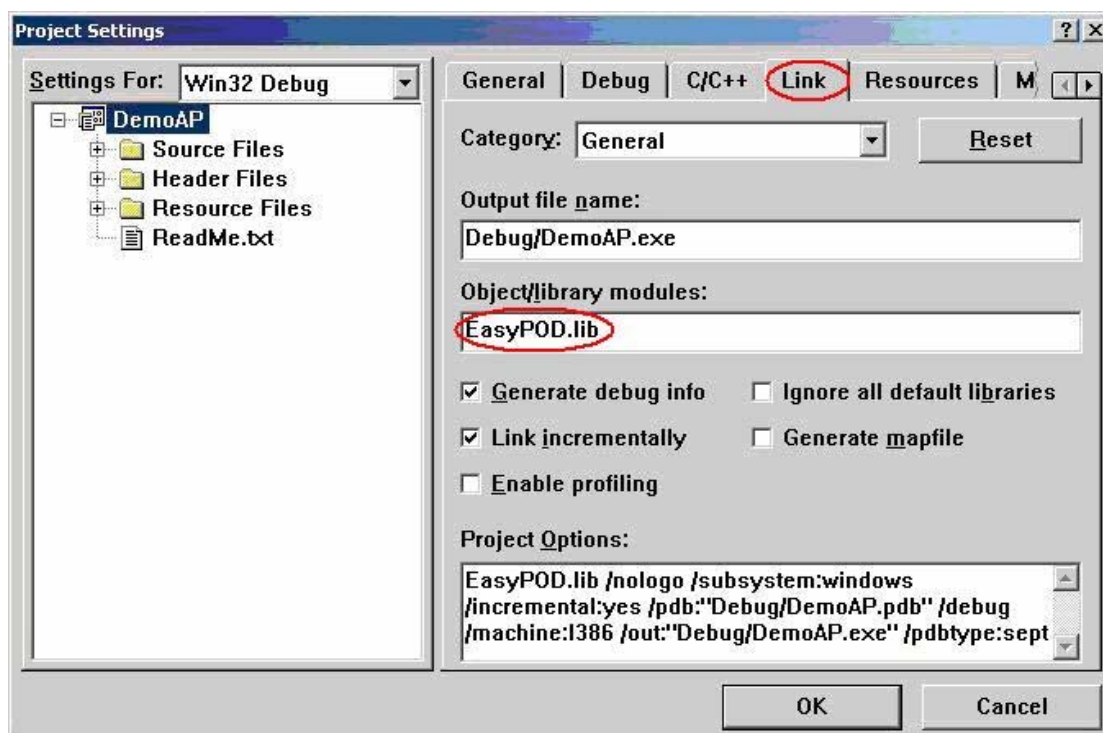 Project Settings
Settings For: Win32 Debug
DemoAP
Source Files
Header Files
Resource Files
ReadMe.txt
General Debug C/C++ Link Resources M
Category: General Reset
Output file name:
Debug/DemoAP.exe
Object/library modules:
EasyPOD.lib
Generate debug info Ignore all default libraries
Link incrementally Generate mapfile
Enable profiling
Project Options:
EasyPOD.lib /nologo /subsystem:windows
/incremental:yes /pdb:"Debug/DemoAP.pdb" /debug
/machine:I386 /out:"Debug/DemoAP.exe" /pdbtype:sept
OK Cancel